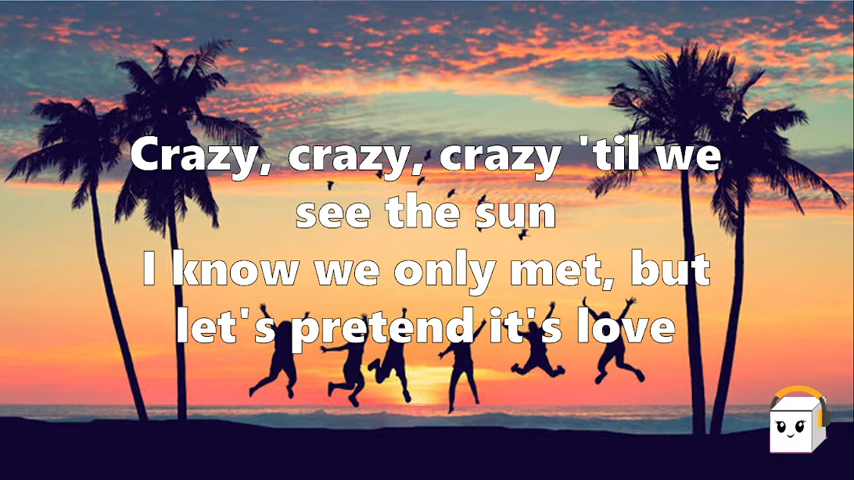 Crazy, crazy, crazy 'til we
see the sun
I know we only met, but
let's pretend it's love